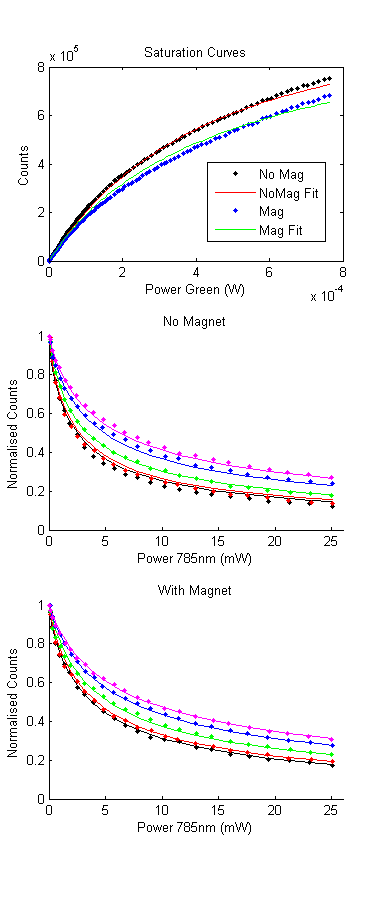 Saturation Curves
x 10^5
8
6
4
2
0
Counts
No Mag
NoMag Fit
Mag
Mag Fit
0 2 4 6 8
Power Green (W)
x 10^-4
No Magnet
1
0.8
0.6
0.4
0.2
0
Normalised Counts
0 5 10 15 20 25
Power 785nm (mW)
With Magnet
1
0.8
0.6
0.4
0.2
0
Normalised Counts
0 5 10 15 20 25
Power 785nm (mW)